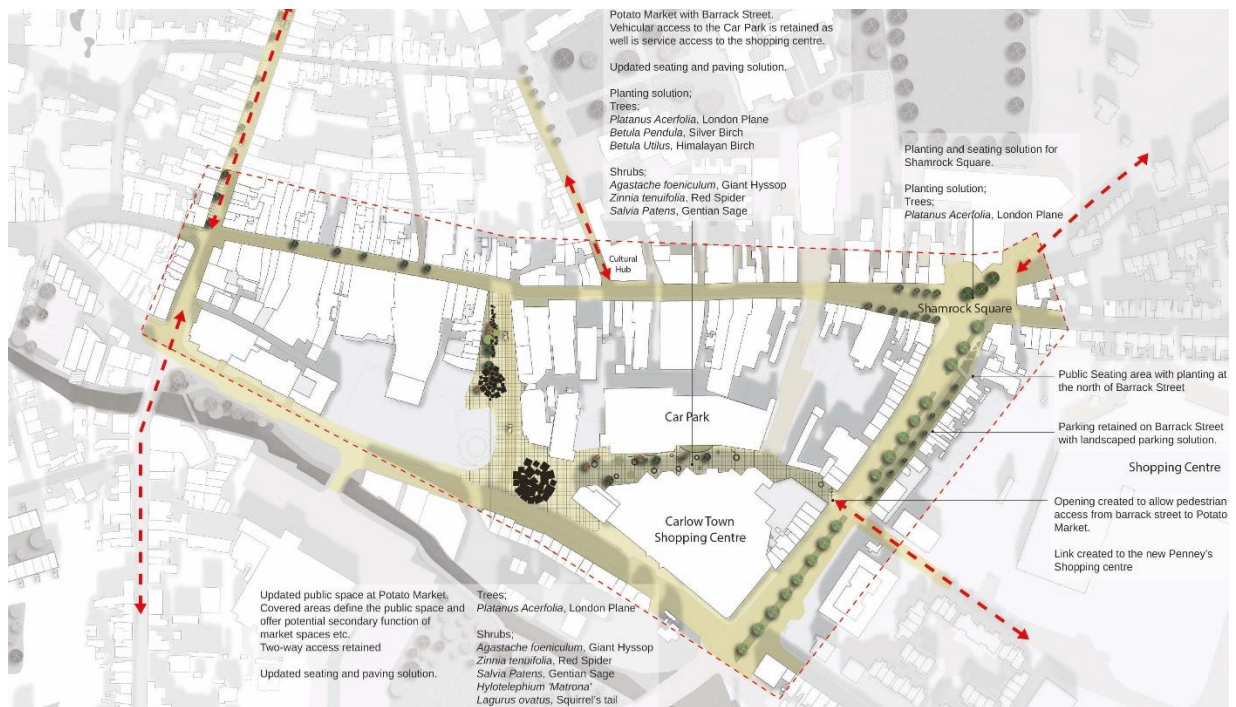 Potato Market with Barrack Street.
Vehicular access to the Car Park is retained as
well is service access to the shopping centre.
Updated seating and paving solution.
Planting solution;
Trees;
Platanus Acerfolia, London Plane
Betula Pendula, Silver Birch
Betula Utilus, Himalayan Birch
Shrubs;
Agastache foeniculum, Giant Hyssop
Zinnia tenuifolia, Red Spider
Salvia Patens, Gentian Sage
Planting and seating solution for
Shamrock Square.
Planting solution;
Trees;
Platanus Acerfolia, London Plane
Cultural
Hub
Shamrock Square
Public Seating area with planting at
the north of Barrack Street
Car Park
Parking retained on Barrack Street
with landscaped parking solution.
Shopping Centre
Opening created to allow pedestrian
access from barrack street to Potato
Market.
Link created to the new Penney's
Shopping centre
Carlow Town
Shopping Centre
Updated public space at Potato Market.
Covered areas define the public space and
offer potential secondary function of
market spaces etc.
Two-way access retained
Updated seating and paving solution.
Trees;
Platanus Acerfolia, London Plane
Shrubs;
Agastache foeniculum, Giant Hyssop
Zinnia tenuifolia, Red Spider
Salvia Patens, Gentian Sage
Hylotelephium 'Matrona'
Lagurus ovatus, Squirrel's tail